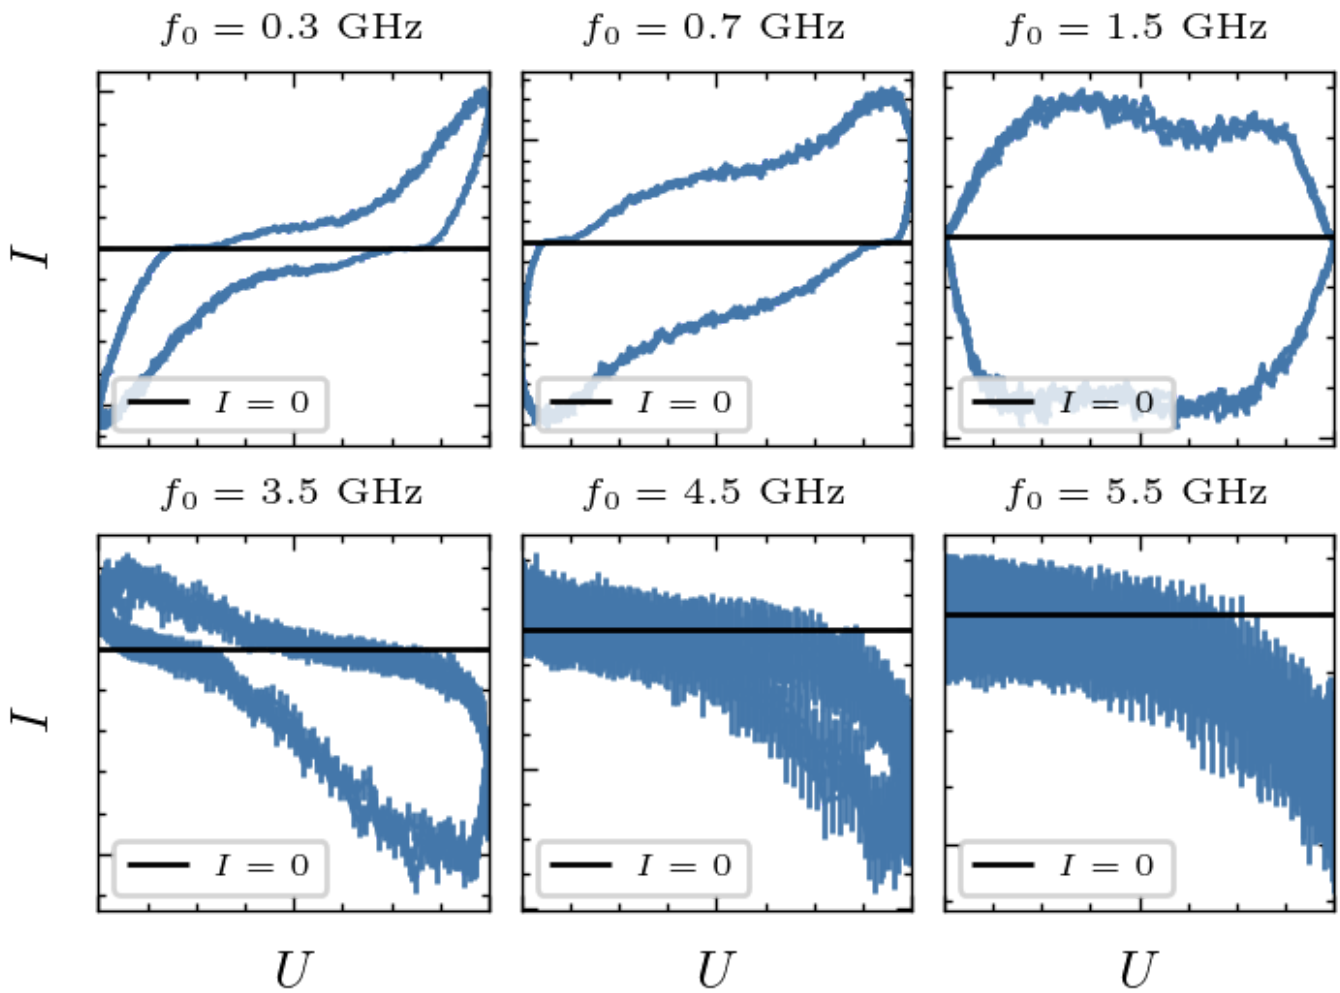 f₀ = 0.3 GHz
f₀ = 0.7 GHz
f₀ = 1.5 GHz
I
I = 0
I = 0
I = 0
f₀ = 3.5 GHz
f₀ = 4.5 GHz
f₀ = 5.5 GHz
I
I = 0
I = 0
I = 0
U
U
U